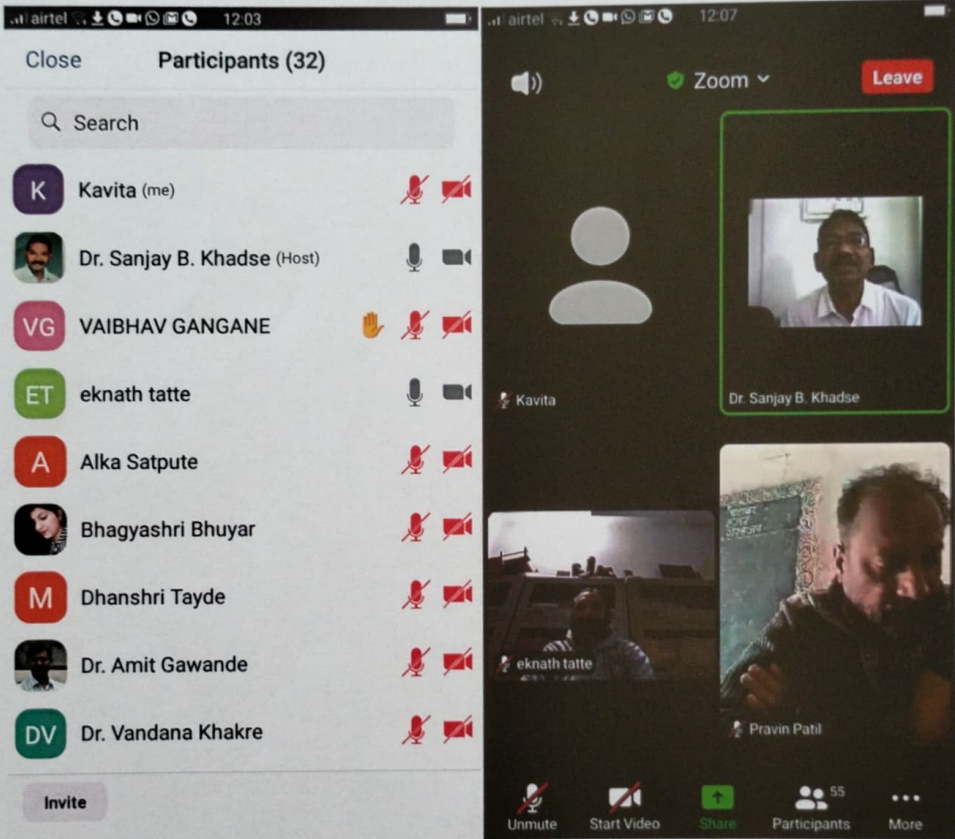 airtel 12:03
Close Participants (32)
Search
K Kavita (me)
Dr. Sanjay B. Khadse (Host)
VG VAIBHAV GANGANE
ET eknath tatte
A Alka Satpute
Bhagyashri Bhuyar
M Dhanshri Tayde
Dr. Amit Gawande
DV Dr. Vandana Khakre
Invite
airtel 12:07
Zoom Leave
Kavita
Dr. Sanjay B. Khadse
eknath tatte
Pravin Patil
Unmute Start Video Share Participants 55 More